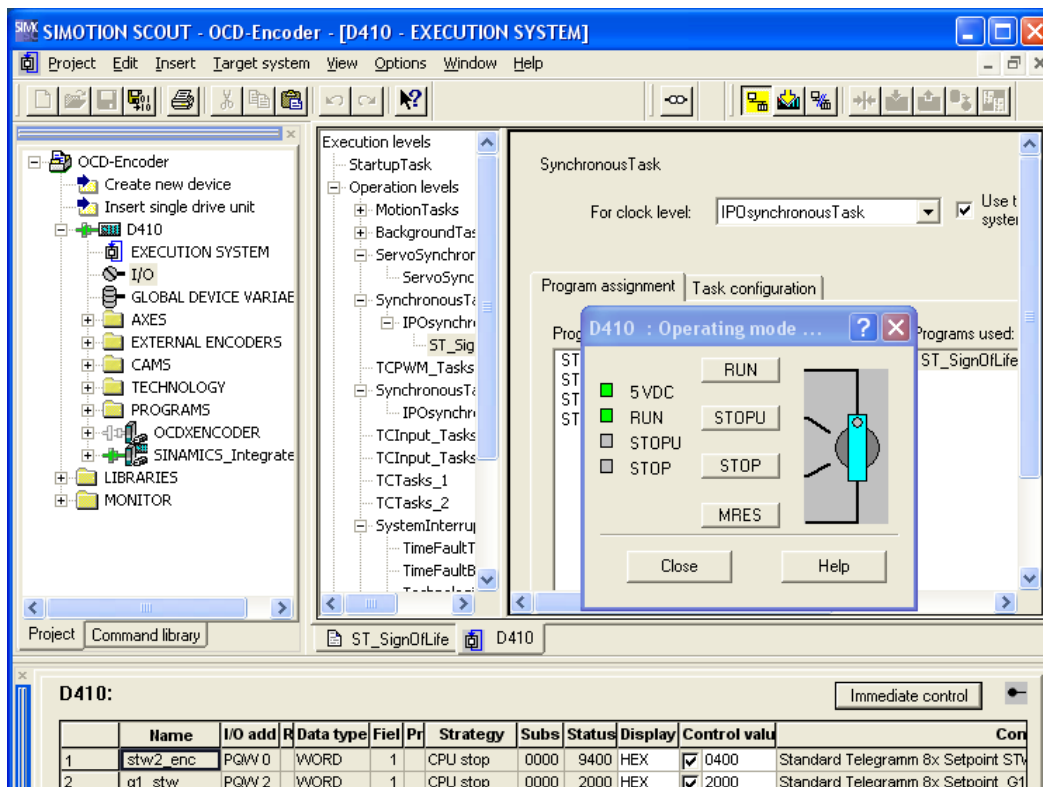 SIMOTION SCOUT - OCD-Encoder - [D410 - EXECUTION SYSTEM]
Project Edit Insert Target system View Options Window Help
OCD-Encoder
Create new device
Insert single drive unit
D410
EXECUTION SYSTEM
I/O
GLOBAL DEVICE VARIAE
AXES
EXTERNAL ENCODERS
CAMS
TECHNOLOGY
PROGRAMS
OCDXENCODER
SINAMICS_Integrate
LIBRARIES
MONITOR
Project Command library
Execution levels
StartupTask
Operation levels
MotionTasks
BackgroundTas
ServoSynchror
ServoSync
SynchronousTa
IPOsynchr
ST_Sig
TCPWM_Tasks
SynchronousTa
IPOsynchr
TCInput_Tasks
TCInput_Tasks
TCTasks_1
TCTasks_2
SystemInterrup
TimeFaultT
TimeFaultB
SynchronousTask
For clock level: IPOsynchronousTask
Use t
syster
Program assignment Task configuration
Prog
ST
ST
ST
ST
Programs used:
ST_SignOfLife
D410 : Operating mode ...
RUN
5 VDC
RUN
STOPU
STOPU
STOP
STOP
MRES
Close Help
ST_SignOfLife D410
D410: Immediate control
Name I/O add R Data type Fiel Pr Strategy Subs Status Display Control valu Con
1 stw2_enc PQW 0 WORD 1 CPU stop 0000 9400 HEX 0400 Standard Telegramm 8x Setpoint STW
2 g1_stw PQW 2 WORD 1 CPU stop 0000 2000 HEX 2000 Standard Telegramm 8x Setpoint G1